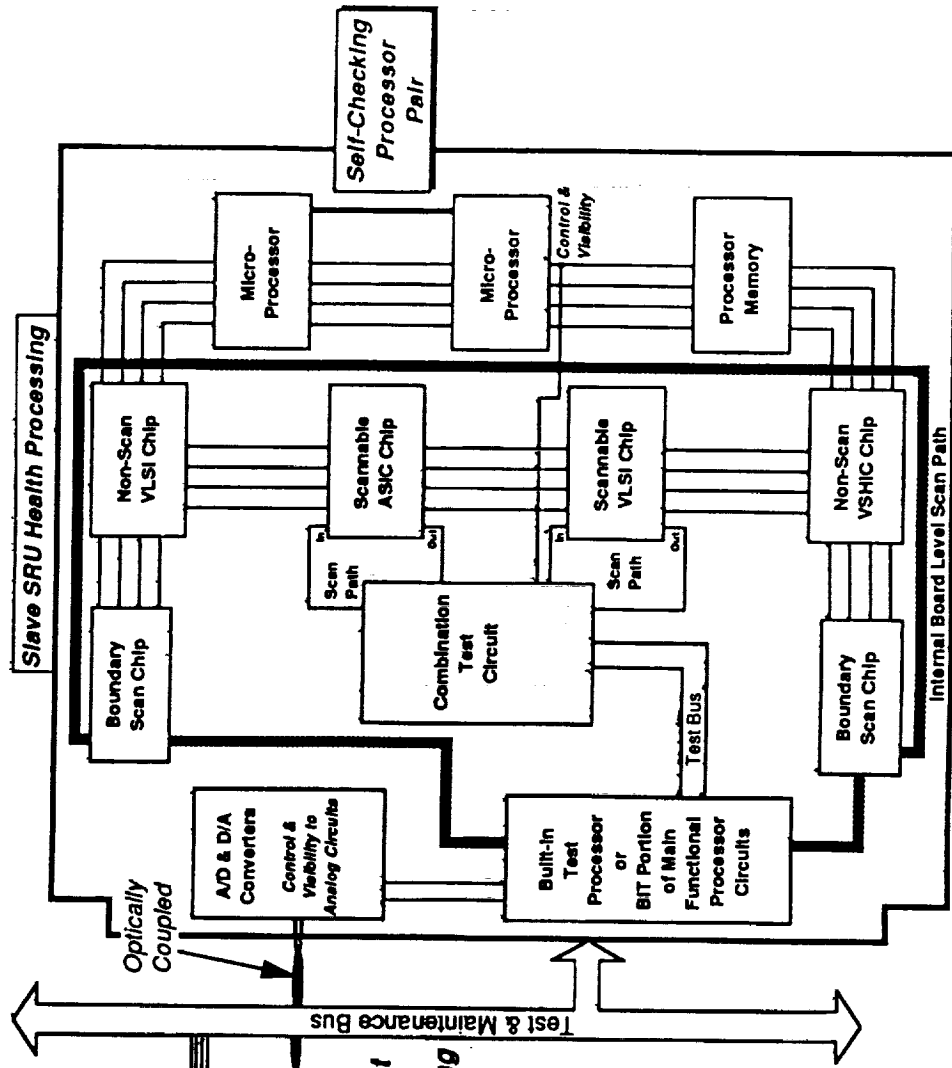 Slave SRU Health Processing
Self-Checking
Processor
Pair
Optically
Coupled
A/D & D/A
Converters
Control &
Visibility to
Analog Circuits
Boundary
Scan Chip
Non-Scan
VLSI Chip
Micro-
Processor
Scan
Path
In
Out
Scannable
ASIC Chip
Combination
Test
Circuit
Micro-
Processor
Control &
Visibility
Scan
Path
In
Out
Scannable
VLSI Chip
Built-In
Test
Processor
or
BIT Portion
of Main
Functional
Processor
Circuits
Test Bus
Processor
Memory
Boundary
Scan Chip
Non-Scan
VSHIC Chip
Internal Board Level Scan Path
Test & Maintenance Bus
t
ng